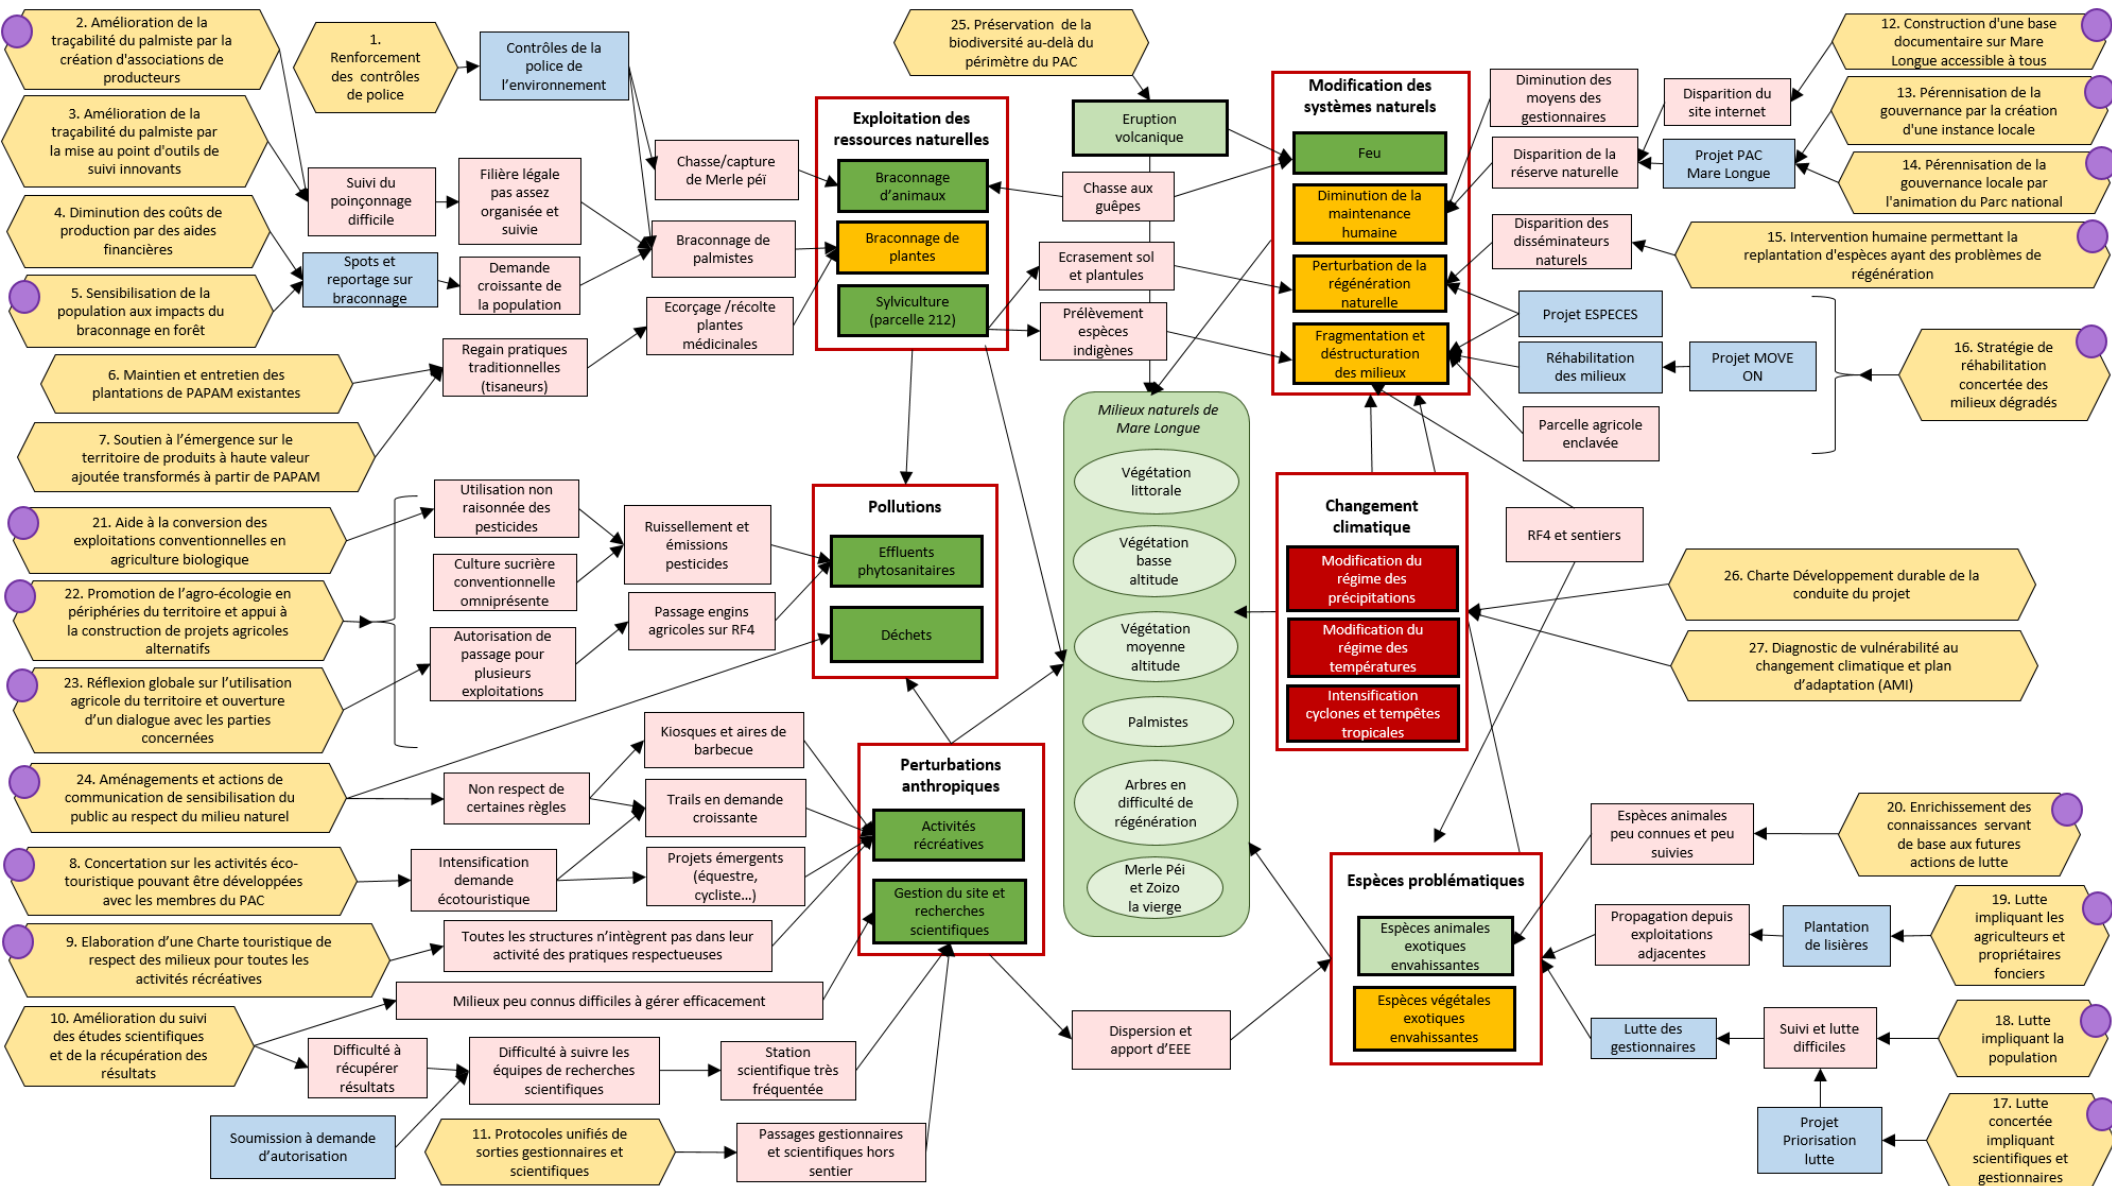 2. Amélioration de la
traçabilité du palmiste par la
création d'associations de
producteurs
1.
Renforcement
des contrôles
de police
Contrôles de la
police de
l'environnement
3. Amélioration de la
traçabilité du palmiste par
la mise au point d'outils de
suivi innovants
4. Diminution des coûts de
production par des aides
financières
5. Sensibilisation de la
population aux impacts du
braconnage en forêt
6. Maintien et entretien des
plantations de PAPAM existantes
7. Soutien à l'émergence sur le
territoire de produits à haute valeur
ajoutée transformés à partir de PAPAM
Suivi du
poinçonnage
difficile
Filière légale
pas assez
organisée et
suivie
Spots et
reportage sur
braconnage
Demande
croissante de
la population
Regain pratiques
traditionnelles
(tisaneurs)
Chasse/capture
de Merle péï
Braconnage de
palmistes
Ecorçage /récolte
plantes
médicinales
Exploitation des
ressources naturelles
Braconnage
d'animaux
Braconnage de
plantes
Sylviculture
(parcelle 212)
25. Préservation de la
biodiversité au-delà du
périmètre du PAC
Eruption
volcanique
Chasse aux
guêpes
Ecrasement sol
et plantules
Prélèvement
espèces
indigènes
Modification des
systèmes naturels
Feu
Diminution de la
maintenance
humaine
Perturbation de la
régénération
naturelle
Fragmentation et
déstructuration
des milieux
Diminution des
moyens des
gestionnaires
Disparition de la
réserve naturelle
Disparition des
disséminateurs
naturels
Projet ESPECES
Réhabilitation
des milieux
Projet MOVE
ON
Parcelle agricole
enclavée
Disparition du
site internet
Projet PAC
Mare Longue
12. Construction d'une base
documentaire sur Mare
Longue accessible à tous
13. Pérennisation de la
gouvernance par la création
d'une instance locale
14. Pérennisation de la
gouvernance locale par
l'animation du Parc national
15. Intervention humaine permettant la
replantation d'espèces ayant des problèmes de
régénération
16. Stratégie de
réhabilitation
concertée des
milieux dégradés
Milieux naturels de
Mare Longue
Végétation
littorale
Végétation
basse
altitude
Végétation
moyenne
altitude
Palmistes
Arbres en
difficulté de
régénération
Merle Péi
et Zoizo
la vierge
21. Aide à la conversion des
exploitations conventionnelles en
agriculture biologique
22. Promotion de l'agro-écologie en
périphéries du territoire et appui à
la construction de projets agricoles
alternatifs
23. Réflexion globale sur l'utilisation
agricole du territoire et ouverture
d'un dialogue avec les parties
concernées
24. Aménagements et actions de
communication de sensibilisation du
public au respect du milieu naturel
Utilisation non
raisonnée des
pesticides
Culture sucrière
conventionnelle
omniprésente
Autorisation de
passage pour
plusieurs
exploitations
Ruissellement et
émissions
pesticides
Passage engins
agricoles sur RF4
Pollutions
Effluents
phytosanitaires
Déchets
Changement
climatique
Modification du
régime des
précipitations
Modification du
régime des
températures
Intensification
cyclones et tempêtes
tropicales
RF4 et sentiers
26. Charte Développement durable de la
conduite du projet
27. Diagnostic de vulnérabilité au
changement climatique et plan
d'adaptation (AMI)
Non respect de
certaines règles
Kiosques et aires de
barbecue
Trails en demande
croissante
Projets émergents
(équestre,
cycliste…)
Perturbations
anthropiques
Activités
récréatives
Gestion du site et
recherches
scientifiques
8. Concertation sur les activités éco-
touristique pouvant être développées
avec les membres du PAC
Intensification
demande
écotouristique
9. Elaboration d'une Charte touristique de
respect des milieux pour toutes les
activités récréatives
Toutes les structures n'intègrent pas dans leur
activité des pratiques respectueuses
10. Amélioration du suivi
des études scientifiques
et de la récupération des
résultats
Milieux peu connus difficiles à gérer efficacement
Difficulté à
récupérer
résultats
Difficulté à suivre les
équipes de recherches
scientifiques
Station
scientifique très
fréquentée
Soumission à demande
d'autorisation
11. Protocoles unifiés de
sorties gestionnaires et
scientifiques
Passages gestionnaires
et scientifiques hors
sentier
Dispersion et
apport d'EEE
Espèces problématiques
Espèces animales
exotiques
envahissantes
Espèces végétales
exotiques
envahissantes
Espèces animales
peu connues et peu
suivies
20. Enrichissement des
connaissances servant
de base aux futures
actions de lutte
Propagation depuis
exploitations
adjacentes
Plantation
de lisières
19. Lutte
impliquant les
agriculteurs et
propriétaires
fonciers
Lutte des
gestionnaires
Suivi et lutte
difficiles
18. Lutte
impliquant la
population
Projet
Priorisation
lutte
17. Lutte
concertée
impliquant
scientifiques et
gestionnaires